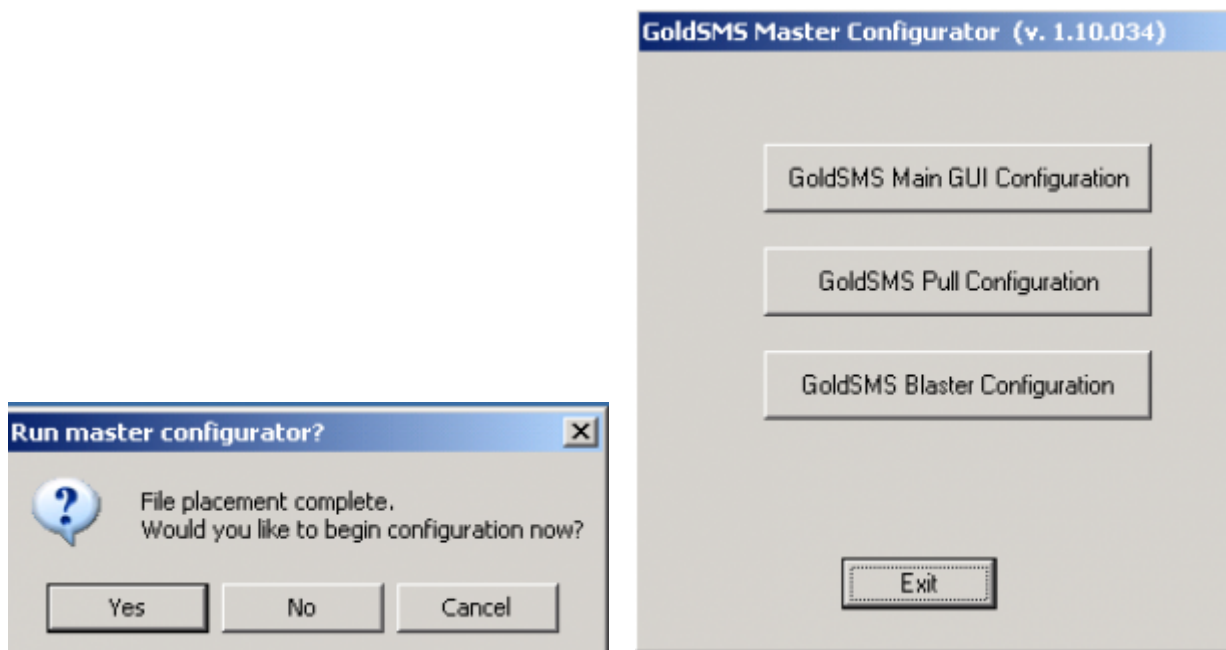 Run master configurator?
File placement complete.
Would you like to begin configuration now?
Yes
No
Cancel
GoldSMS Master Configurator (v. 1.10.034)
GoldSMS Main GUI Configuration
GoldSMS Pull Configuration
GoldSMS Blaster Configuration
Exit